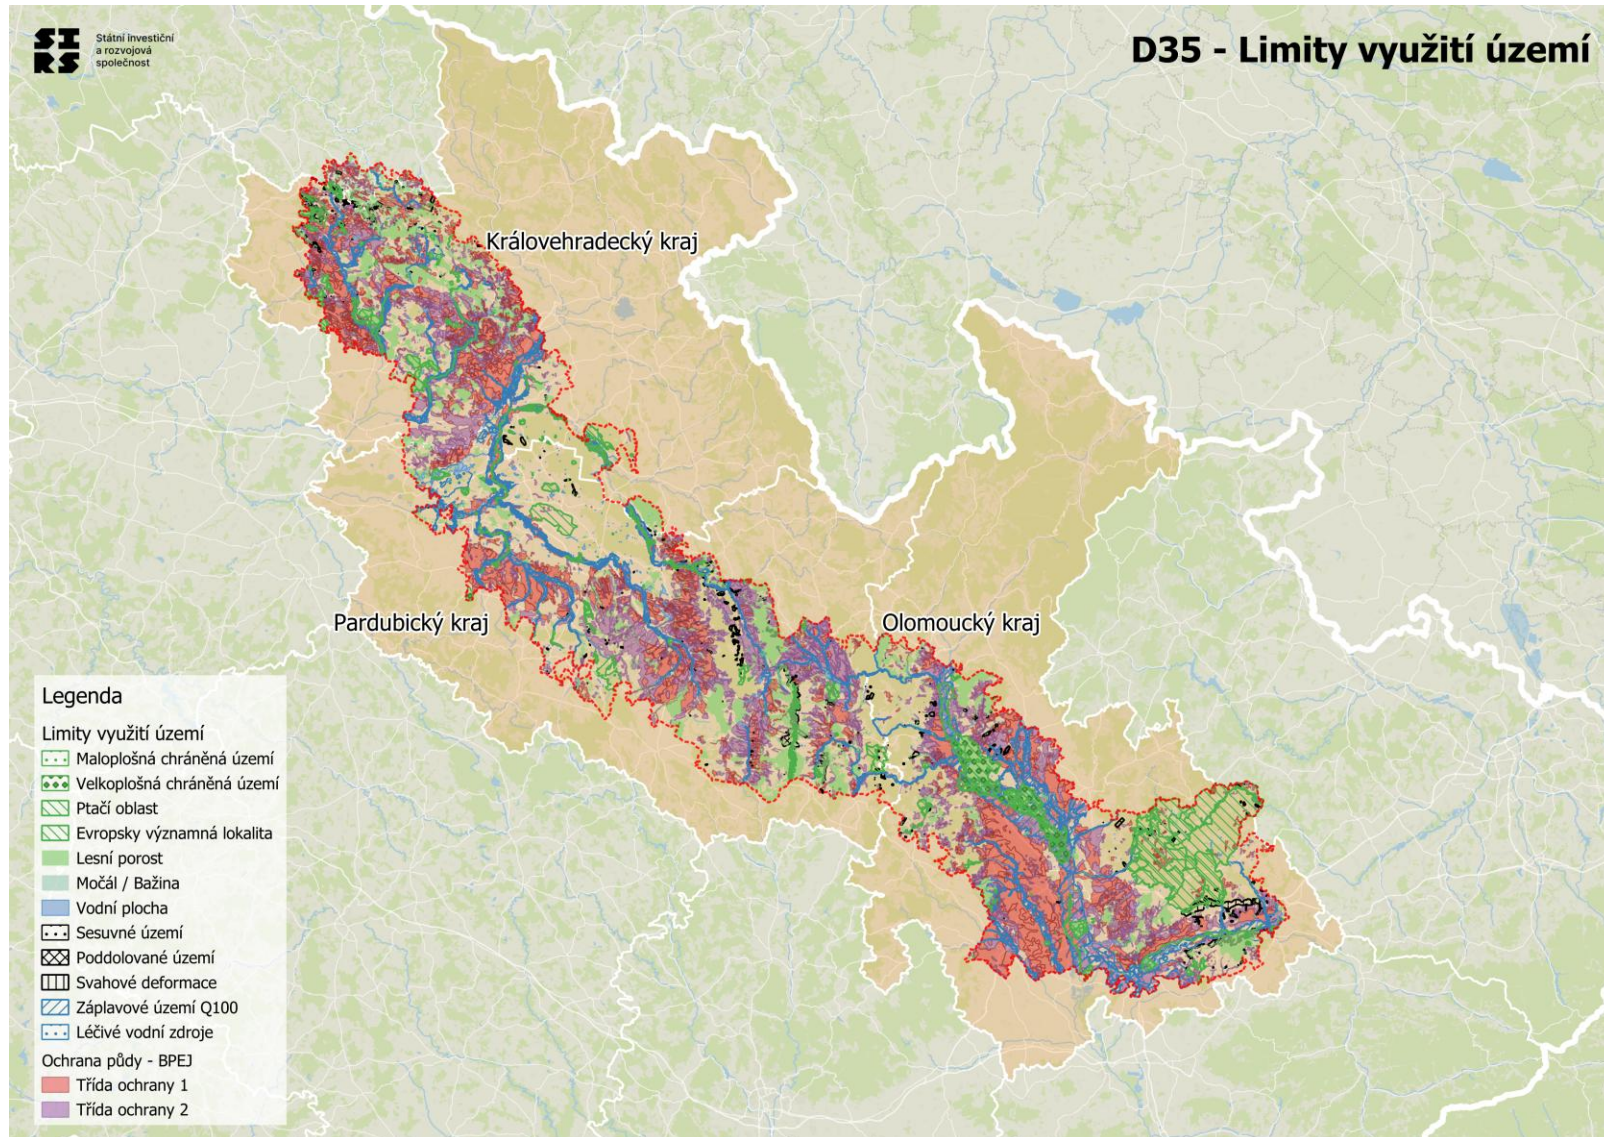 SIRS
Státní investiční
a rozvojová
společnost
D35 - Limity využití území
Královehradecký kraj
Pardubický kraj
Olomoucký kraj
Legenda
Limity využití území
Maloplošná chráněná území
Velkoplošná chráněná území
Ptačí oblast
Evropsky významná lokalita
Lesní porost
Močál / Bažina
Vodní plocha
Sesuvné území
Poddolované území
Svahové deformace
Záplavové území Q100
Léčivé vodní zdroje
Ochrana půdy - BPEJ
Třída ochrany 1
Třída ochrany 2